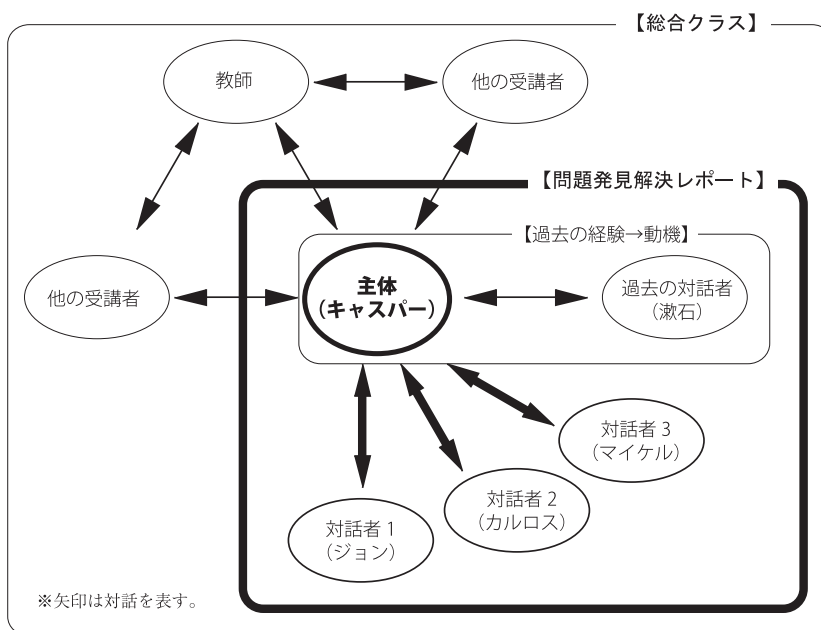 【総合クラス】
教師
他の受講者
【問題発見解決レポート】
【過去の経験→動機】
他の受講者
主体
(キャスパー)
過去の対話者
(漱石)
対話者 3
(マイケル)
対話者 2
(カルロス)
対話者 1
(ジョン)
※矢印は対話を表す。